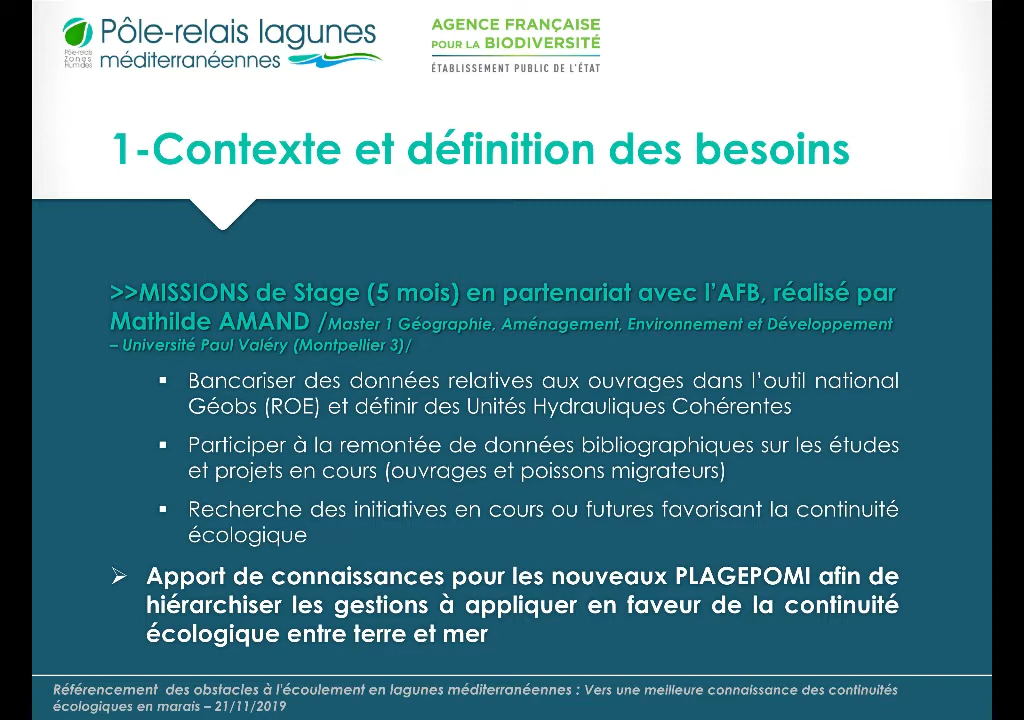 Pôle-relais lagunes
méditerranéennes
Pôle-relais
Zones
Humides
AGENCE FRANÇAISE
POUR LA BIODIVERSITÉ
ÉTABLISSEMENT PUBLIC DE L'ÉTAT
1-Contexte et définition des besoins
>>MISSIONS de Stage (5 mois) en partenariat avec l'AFB, réalisé par
Mathilde AMAND /Master 1 Géographie, Aménagement, Environnement et Développement
– Université Paul Valéry (Montpellier 3)/
▪ Bancariser des données relatives aux ouvrages dans l'outil national
Géobs (ROE) et définir des Unités Hydrauliques Cohérentes
▪ Participer à la remontée de données bibliographiques sur les études
et projets en cours (ouvrages et poissons migrateurs)
▪ Recherche des initiatives en cours ou futures favorisant la continuité
écologique
➢ Apport de connaissances pour les nouveaux PLAGEPOMI afin de
hiérarchiser les gestions à appliquer en faveur de la continuité
écologique entre terre et mer
Référencement des obstacles à l'écoulement en lagunes méditerranéennes : Vers une meilleure connaissance des continuités
écologiques en marais – 21/11/2019